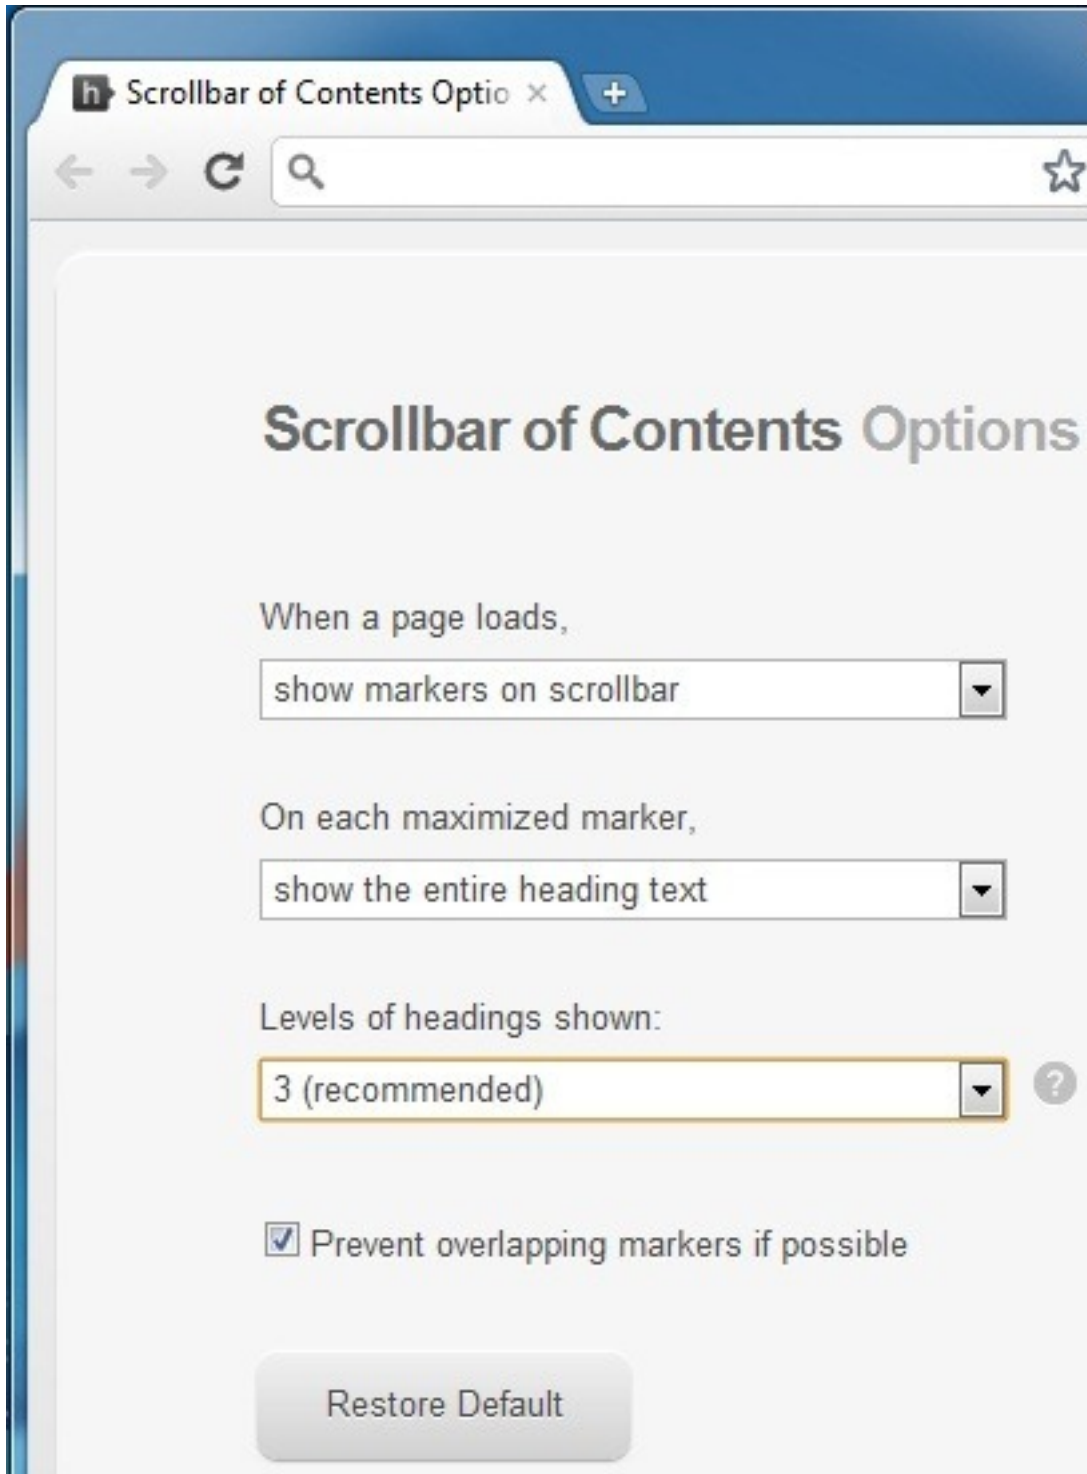 h Scrollbar of Contents Optio
Scrollbar of Contents Options
When a page loads,
show markers on scrollbar
On each maximized marker,
show the entire heading text
Levels of headings shown:
3 (recommended)
?
Prevent overlapping markers if possible
Restore Default